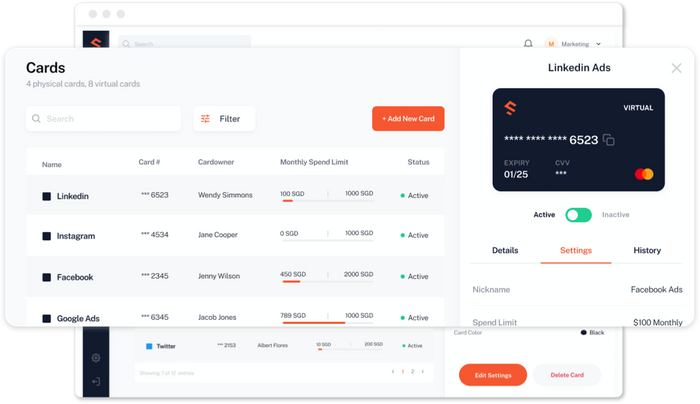 Search
M Marketing
Cards
4 physical cards, 8 virtual cards
Search
Filter
+ Add New Card
Name Card # Cardowner Monthly Spend Limit Status
Linkedin *** 6523 Wendy Simmons 100 SGD 1000 SGD Active
Instagram *** 4534 Jane Cooper 0 SGD 1000 SGD Active
Facebook *** 2345 Jenny Wilson 450 SGD 2000 SGD Active
Google Ads *** 6345 Jacob Jones 789 SGD 1000 SGD Active
Twitter *** 2153 Albert Flores 10 SGD 200 SGD Active
Showing 7 of 12 entries
< 1 2 >
Linkedin Ads
VIRTUAL
**** **** **** 6523
EXPIRY CVV
01/25 ***
Active Inactive
Details Settings History
Nickname Facebook Ads
Spend Limit $100 Monthly
Card Color Black
Edit Settings Delete Card